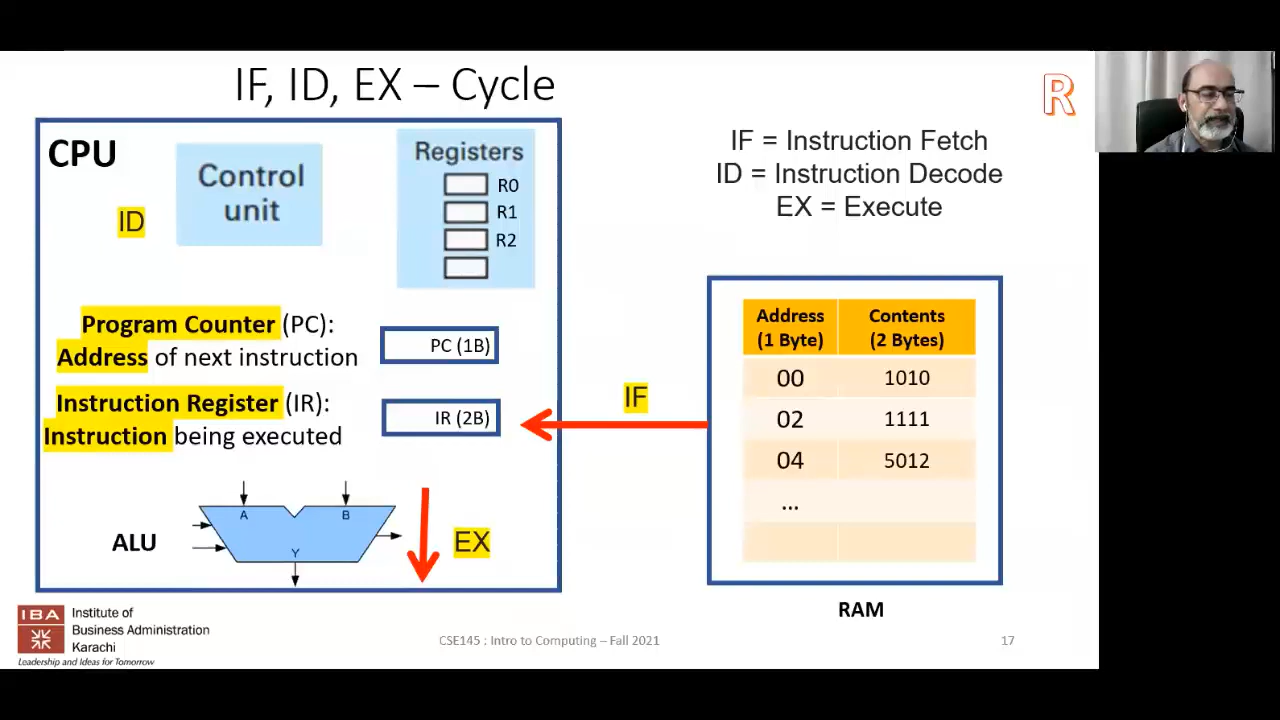 IF, ID, EX – Cycle
R
CPU
Control
unit
ID
Registers
R0
R1
R2
IF = Instruction Fetch
ID = Instruction Decode
EX = Execute
Program Counter (PC):
Address of next instruction
PC (1B)
Instruction Register (IR):
Instruction being executed
IR (2B)
IF
Address
(1 Byte)
Contents
(2 Bytes)
00 1010
02 1111
04 5012
...
RAM
ALU
A
B
Y
EX
IBA
Institute of
Business Administration
Karachi
Leadership and Ideas for Tomorrow
CSE145 : Intro to Computing – Fall 2021
17